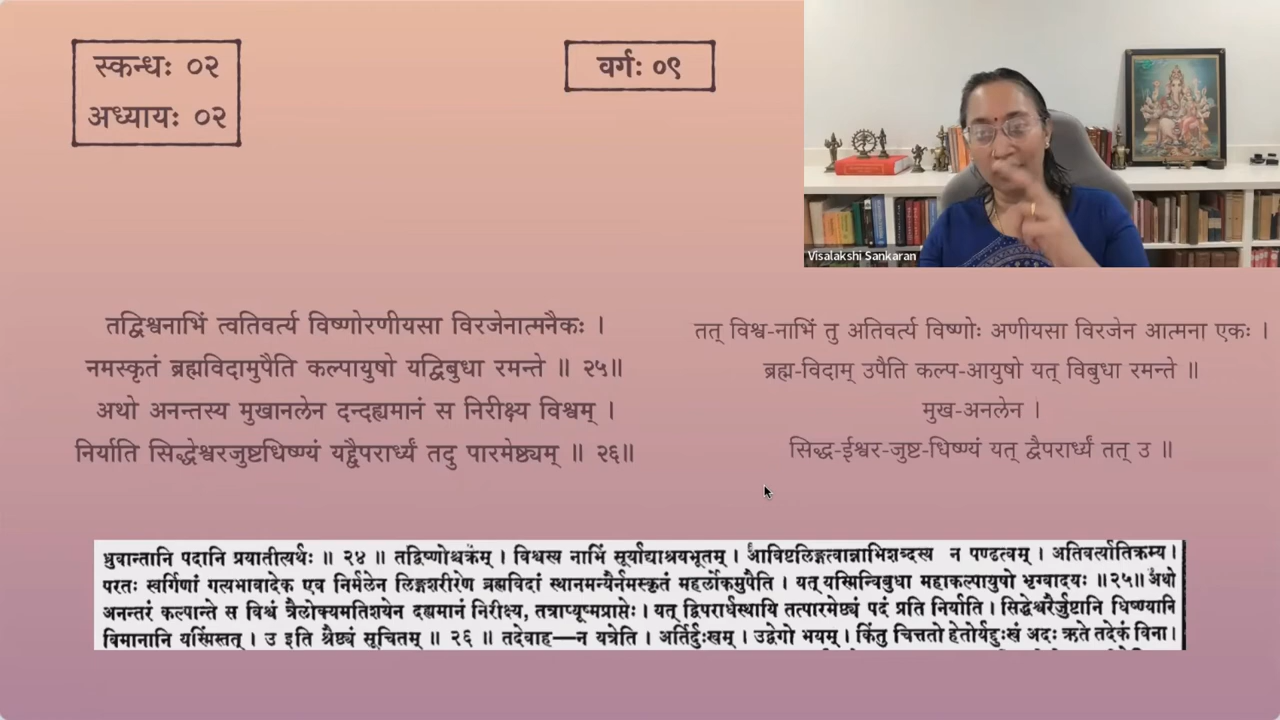 स्कन्धः ०२
अध्यायः ०२
वर्गः ०९
Visalakshi Sankaran
तद्विश्वनाभिं त्वतिवर्त्य विष्णोरणीयसा विरजेनात्मनैकः ।
नमस्कृतं ब्रह्मविदामुपैति कल्पायुषो यद्विबुधा रमन्ते ॥ २५॥
अथो अनन्तस्य मुखानलेन दन्दह्यमानं स निरीक्ष्य विश्वम् ।
निर्याति सिद्धेश्वरजुष्टधिष्ण्यं यद्द्वैपरार्ध्यं तदु पारमेष्ठ्यम् ॥ २६॥
तत् विश्व-नाभिं तु अतिवर्त्य विष्णोः अणीयसा विरजेन आत्मना एकः ।
ब्रह्म-विदाम् उपैति कल्प-आयुषो यत् विबुधा रमन्ते ॥
मुख-अनलेन ।
सिद्ध-ईश्वर-जुष्ट-धिष्ण्यं यत् द्वैपरार्ध्यं तत् उ ॥
ध्रुवान्तानि पदानि प्रयातीत्यर्थः ॥ २४ ॥ तद्विष्णोश्चक्रम् । विश्वस्य नाभिं सूर्याद्याश्रयभूतम् । आविष्टलिङ्गत्वान्नाभिशब्दस्य न षण्ढत्वम् । अतिवर्त्यातिक्रम्य ।
परतः स्वर्गिणां गत्यभावादेक एव निर्मलेन लिङ्गशरीरेण ब्रह्मविदां स्थानमन्यैर्नमस्कृतं महर्लोकमुपैति । यत् यस्मिन्विबुधा महाकल्पायुषो भृग्वादयः ॥२५॥ अथो
अनन्तरं कल्पान्ते स विश्वं त्रैलोक्यमतिशयेन दह्यमानं निरीक्ष्य, तत्राप्यूष्मप्राप्तेः । यत् द्विपरार्धस्थायि तत्पारमेष्ठ्यं पदं प्रति निर्याति । सिद्धेश्वरैर्जुष्टानि धिष्ण्यानि
विमानानि यस्मिंस्तत् । उ इति श्रैष्ठ्यं सूचितम् ॥ २६ ॥ तदेवाह—न यत्रेति । अर्तिर्दुःखम् । उद्वेगो भयम् । किंतु चित्ततो हेतोर्यद्दुःखं अदः ऋते तदेकं विना ।